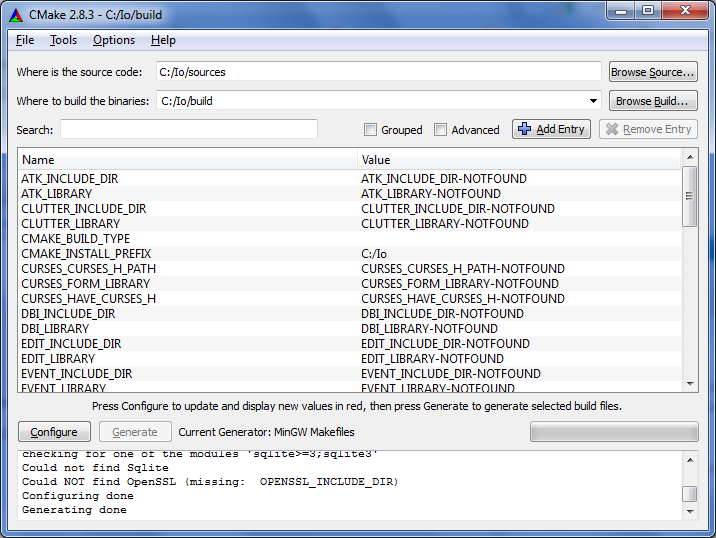 CMake 2.8.3 - C:/Io/build
File Tools Options Help
Where is the source code: C:/Io/sources Browse Source...
Where to build the binaries: C:/Io/build Browse Build...
Search: Grouped Advanced Add Entry Remove Entry
Name Value
ATK_INCLUDE_DIR ATK_INCLUDE_DIR-NOTFOUND
ATK_LIBRARY ATK_LIBRARY-NOTFOUND
CLUTTER_INCLUDE_DIR CLUTTER_INCLUDE_DIR-NOTFOUND
CLUTTER_LIBRARY CLUTTER_LIBRARY-NOTFOUND
CMAKE_BUILD_TYPE
CMAKE_INSTALL_PREFIX C:/Io
CURSES_CURSES_H_PATH CURSES_CURSES_H_PATH-NOTFOUND
CURSES_FORM_LIBRARY CURSES_FORM_LIBRARY-NOTFOUND
CURSES_HAVE_CURSES_H CURSES_HAVE_CURSES_H-NOTFOUND
DBI_INCLUDE_DIR DBI_INCLUDE_DIR-NOTFOUND
DBI_LIBRARY DBI_LIBRARY-NOTFOUND
EDIT_INCLUDE_DIR EDIT_INCLUDE_DIR-NOTFOUND
EDIT_LIBRARY EDIT_LIBRARY-NOTFOUND
EVENT_INCLUDE_DIR EVENT_INCLUDE_DIR-NOTFOUND
EVENT_LIBRARY EVENT_LIBRARY-NOTFOUND
Press Configure to update and display new values in red, then press Generate to generate selected build files.
Configure Generate Current Generator: MinGW Makefiles
checking for one of the modules 'sqlite>=3;sqlite3'
Could not find Sqlite
Could NOT find OpenSSL (missing:  OPENSSL_INCLUDE_DIR)
Configuring done
Generating done